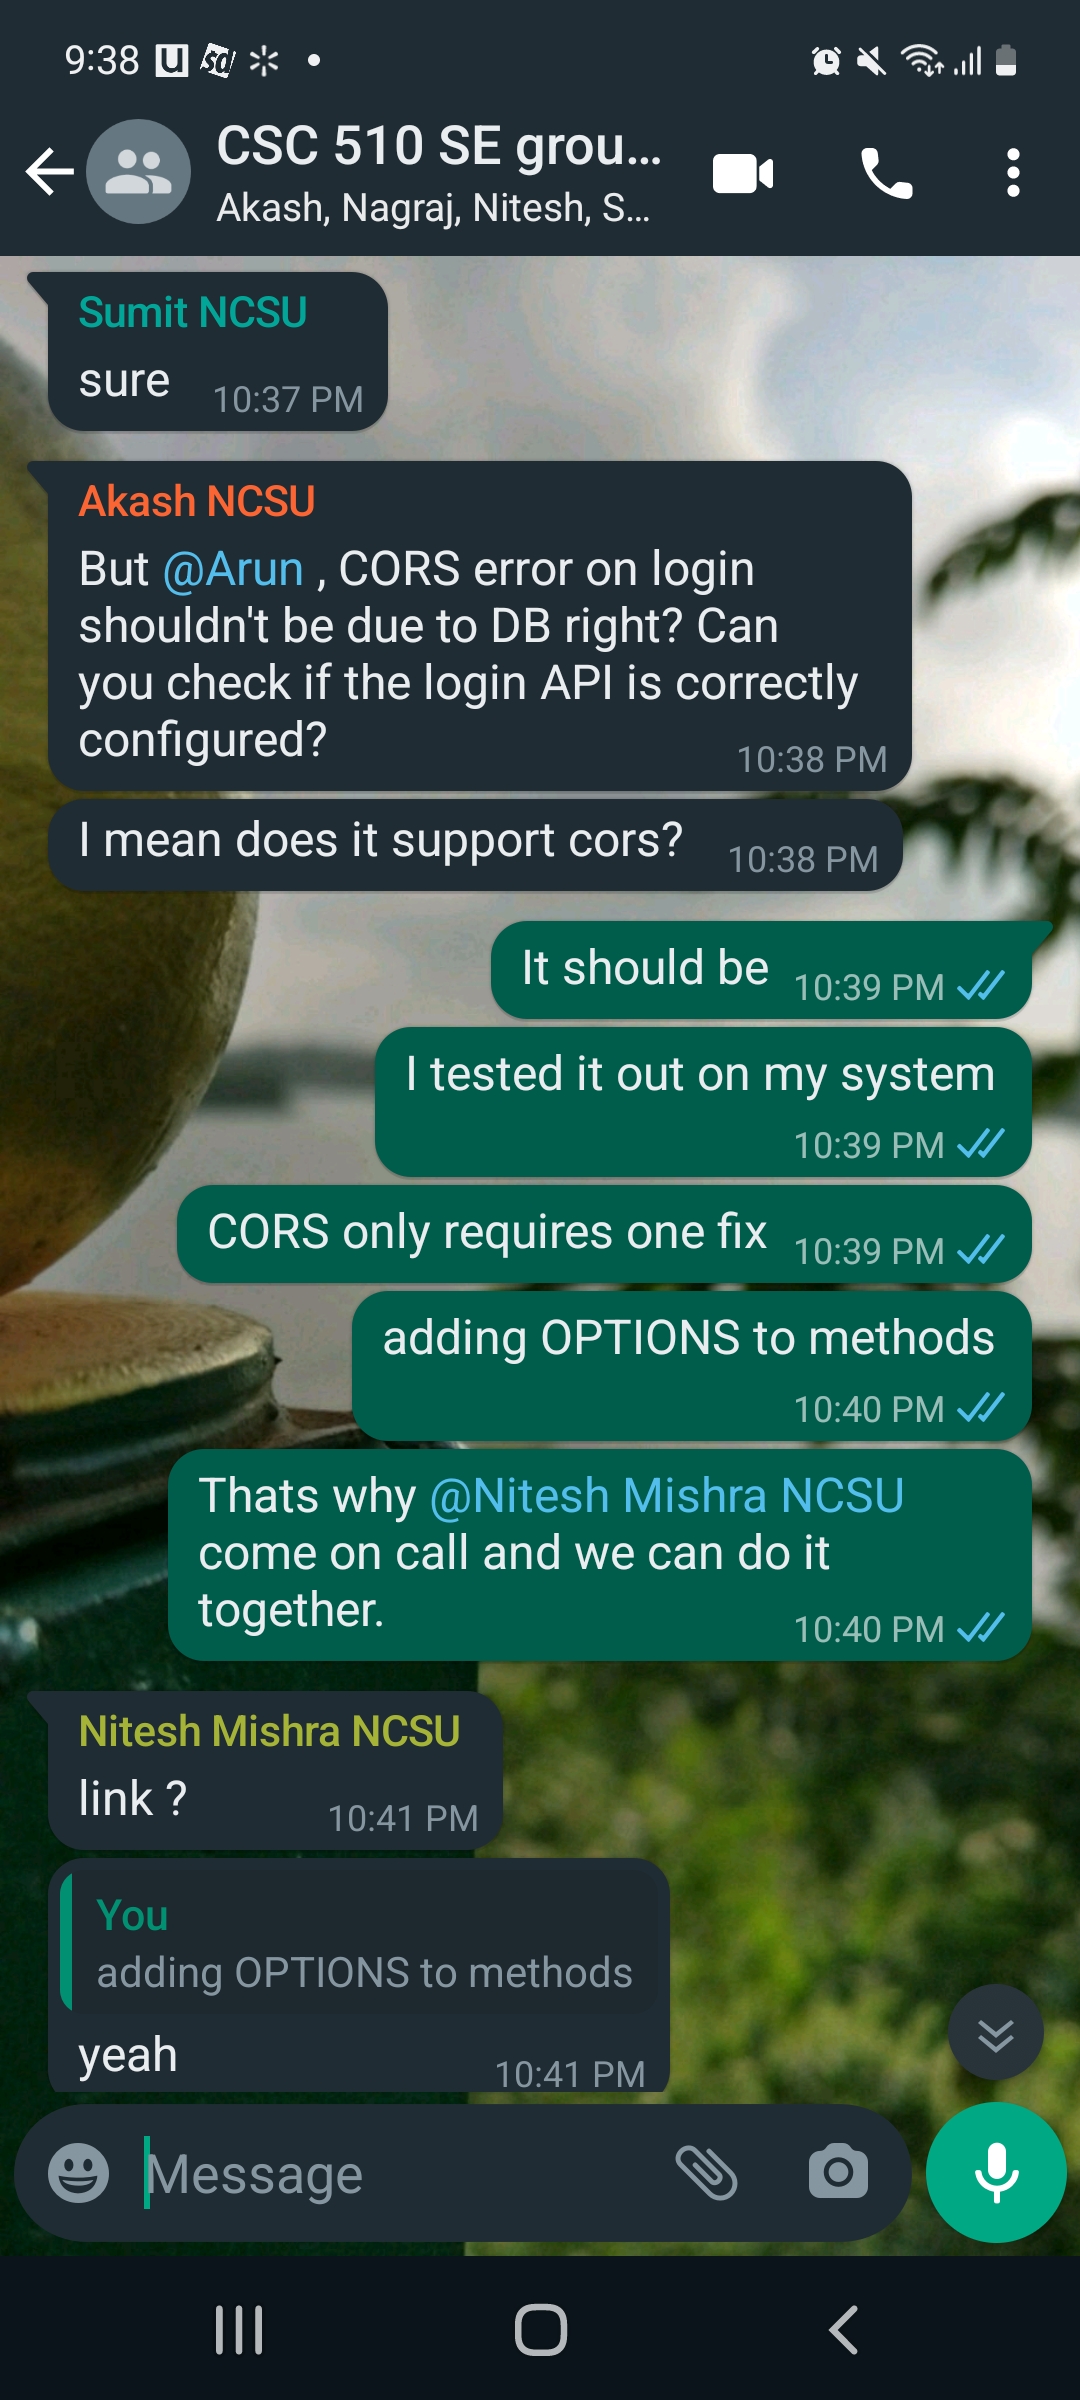 9:38
CSC 510 SE grou...
Akash, Nagraj, Nitesh, S...
Sumit NCSU
sure 10:37 PM
Akash NCSU
But @Arun , CORS error on login
shouldn't be due to DB right? Can
you check if the login API is correctly
configured?
10:38 PM
I mean does it support cors? 10:38 PM
It should be 10:39 PM
I tested it out on my system
10:39 PM
CORS only requires one fix 10:39 PM
adding OPTIONS to methods
10:40 PM
Thats why @Nitesh Mishra NCSU
come on call and we can do it
together.
10:40 PM
Nitesh Mishra NCSU
link ? 10:41 PM
You
adding OPTIONS to methods
yeah 10:41 PM
Message